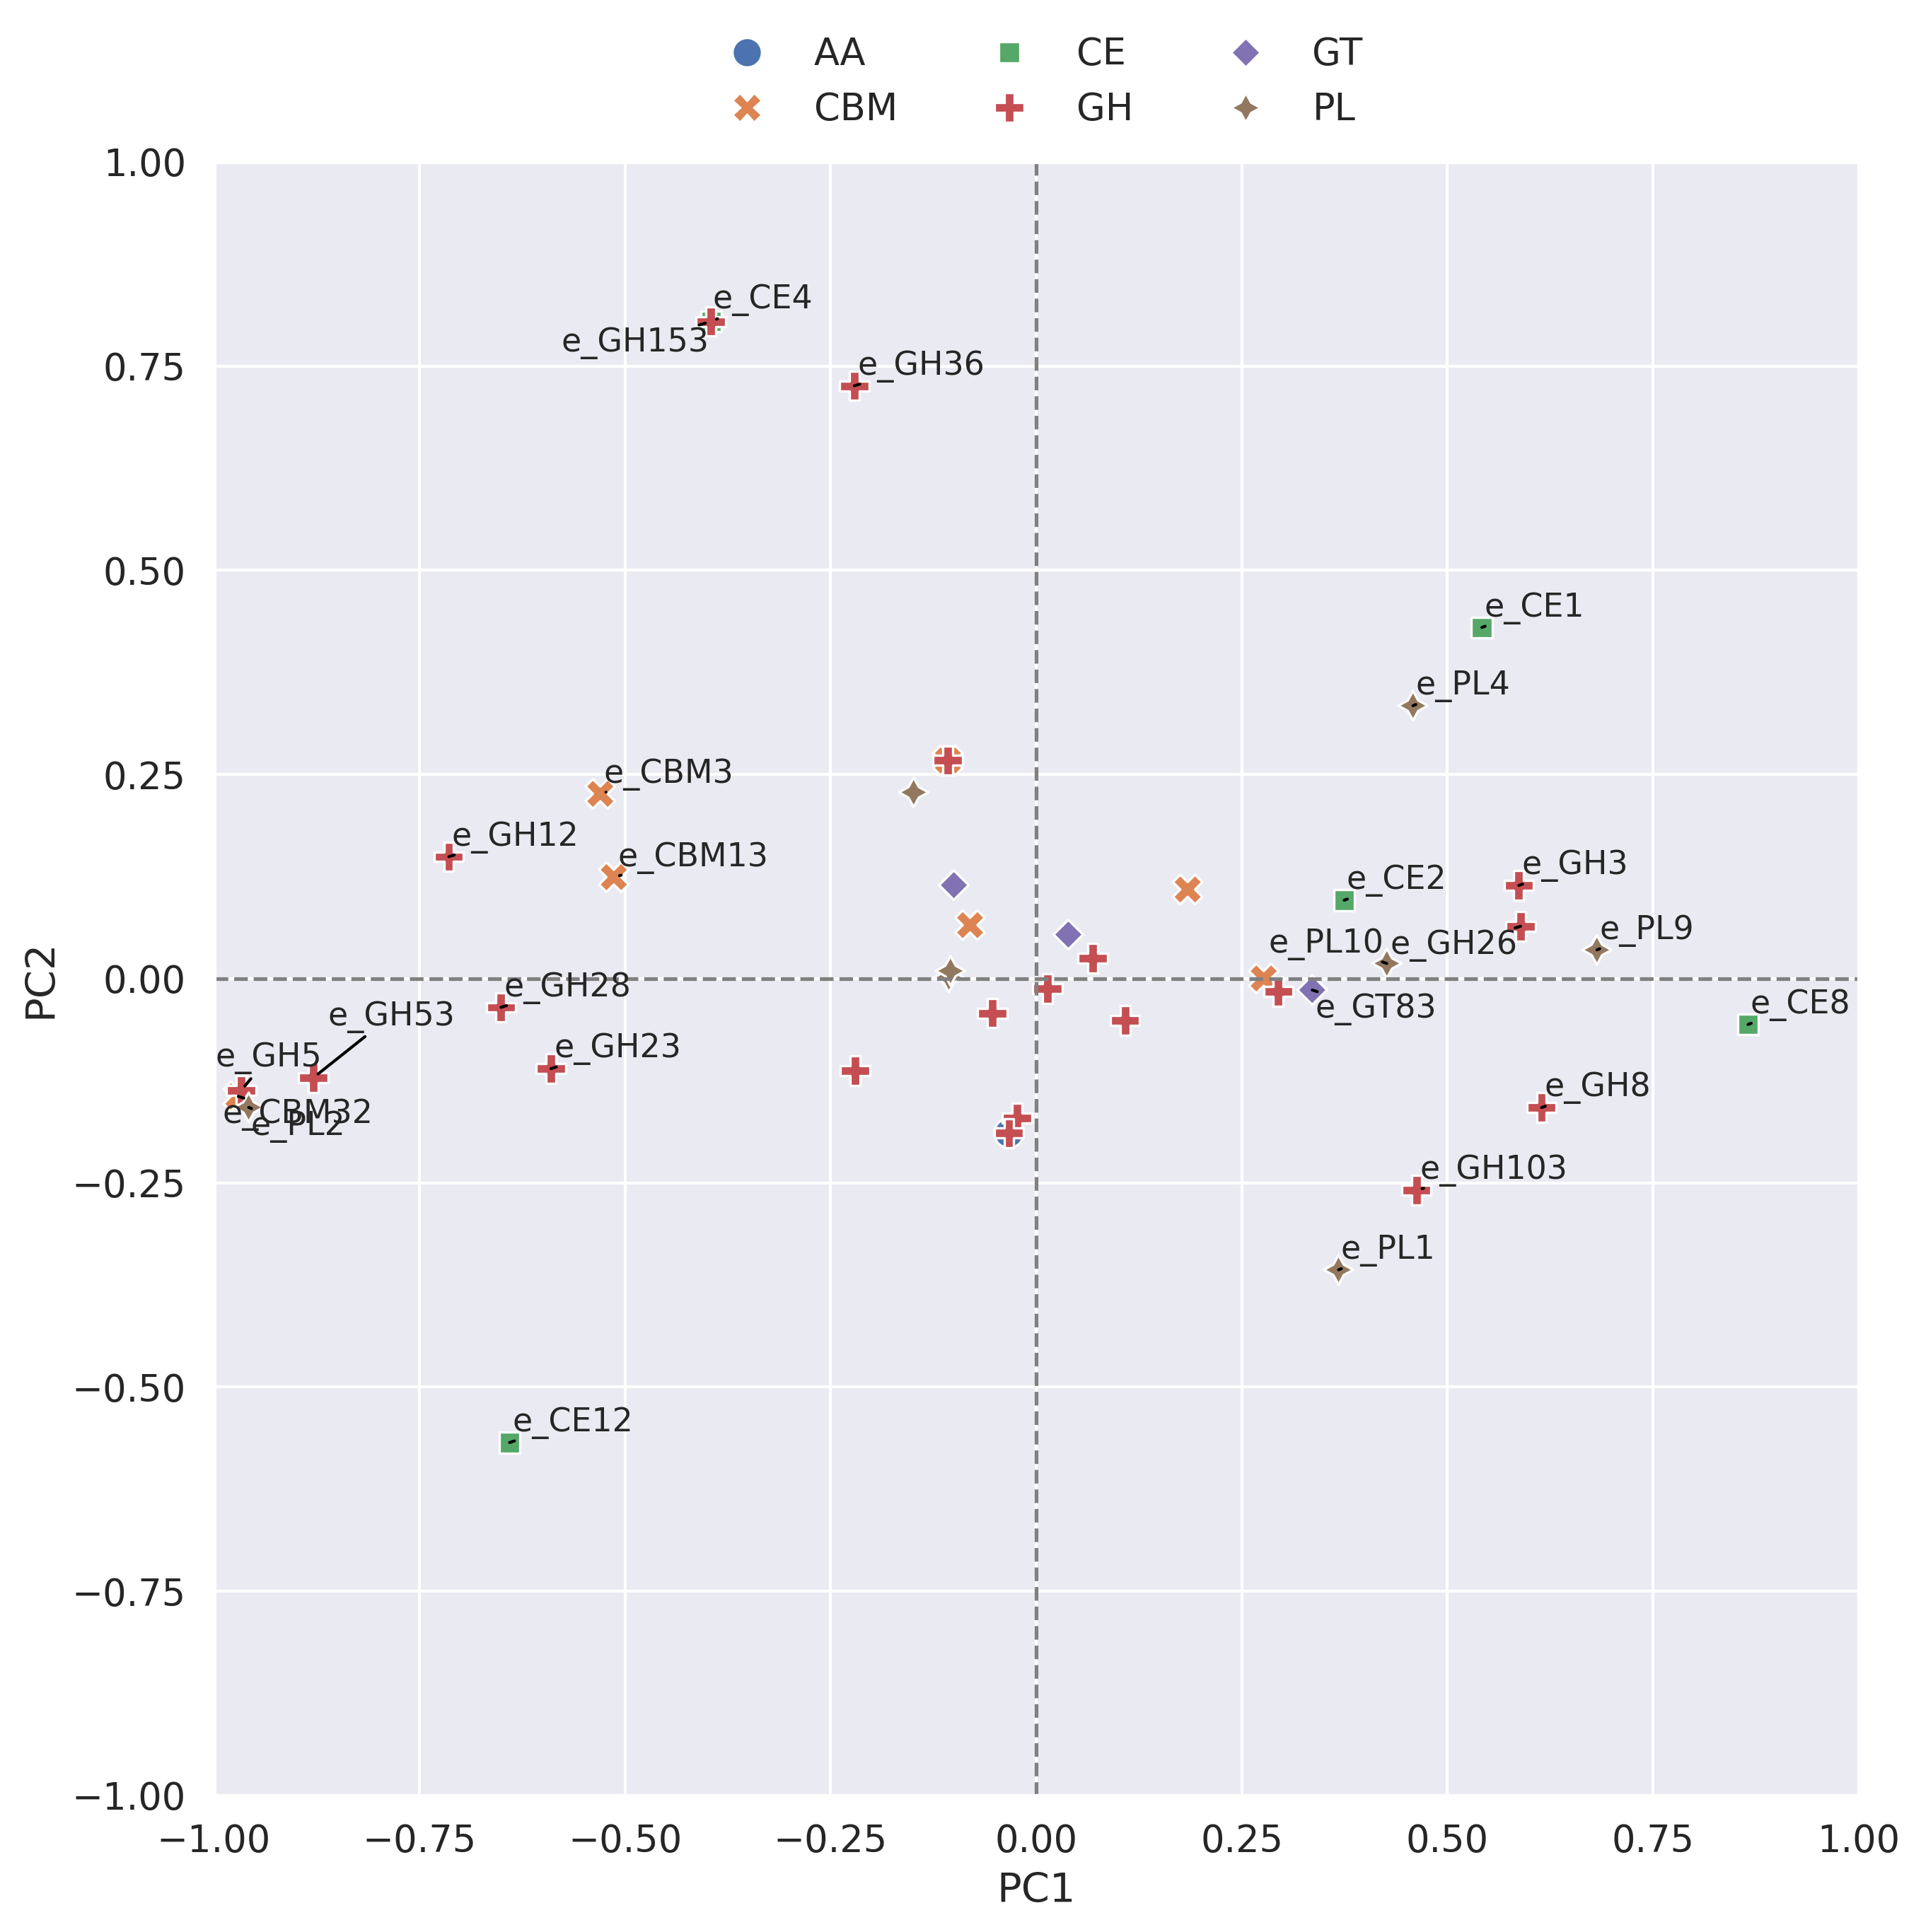 AA CE GT
CBM GH PL
1.00
e_CE4
e_GH153
e_GH36
0.75
e_CE1
0.50
e_PL4
e_CBM3
0.25
e_GH12
e_CBM13
e_GH3
e_CE2
e_PL9
e_PL10 e_GH26
0.00
e_GH28
e_CE8
e_GT83
e_GH53
e_GH23
e_GH5
e_GH8
e_CBM32
e_PL2
e_GH103
−0.25
e_PL1
e_CE12
−0.50
−0.75
−1.00
PC2
−1.00 −0.75 −0.50 −0.25 0.00 0.25 0.50 0.75 1.00
PC1